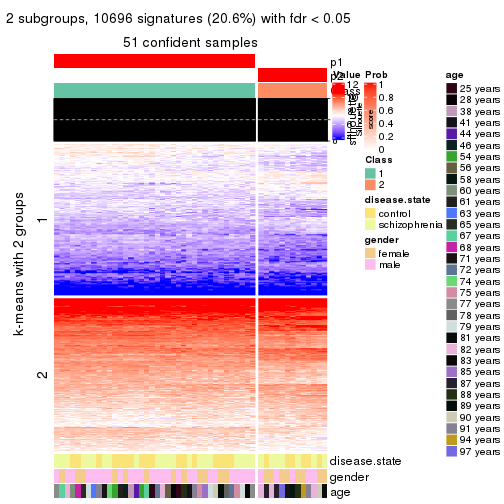 2 subgroups, 10696 signatures (20.6%) with fdr < 0.05
51 confident samples
p1
p2
Class
Silhouette
score
k-means with 2 groups
1
2
disease.state
gender
age
Value
12
6
0
Prob
1
0.8
0.6
0.4
0.2
0
Class
1
2
disease.state
control
schizophrenia
gender
female
male
age
25 years
28 years
38 years
41 years
44 years
46 years
54 years
56 years
58 years
60 years
61 years
63 years
65 years
67 years
68 years
71 years
72 years
74 years
75 years
77 years
78 years
79 years
81 years
82 years
83 years
85 years
87 years
88 years
89 years
90 years
91 years
94 years
97 years